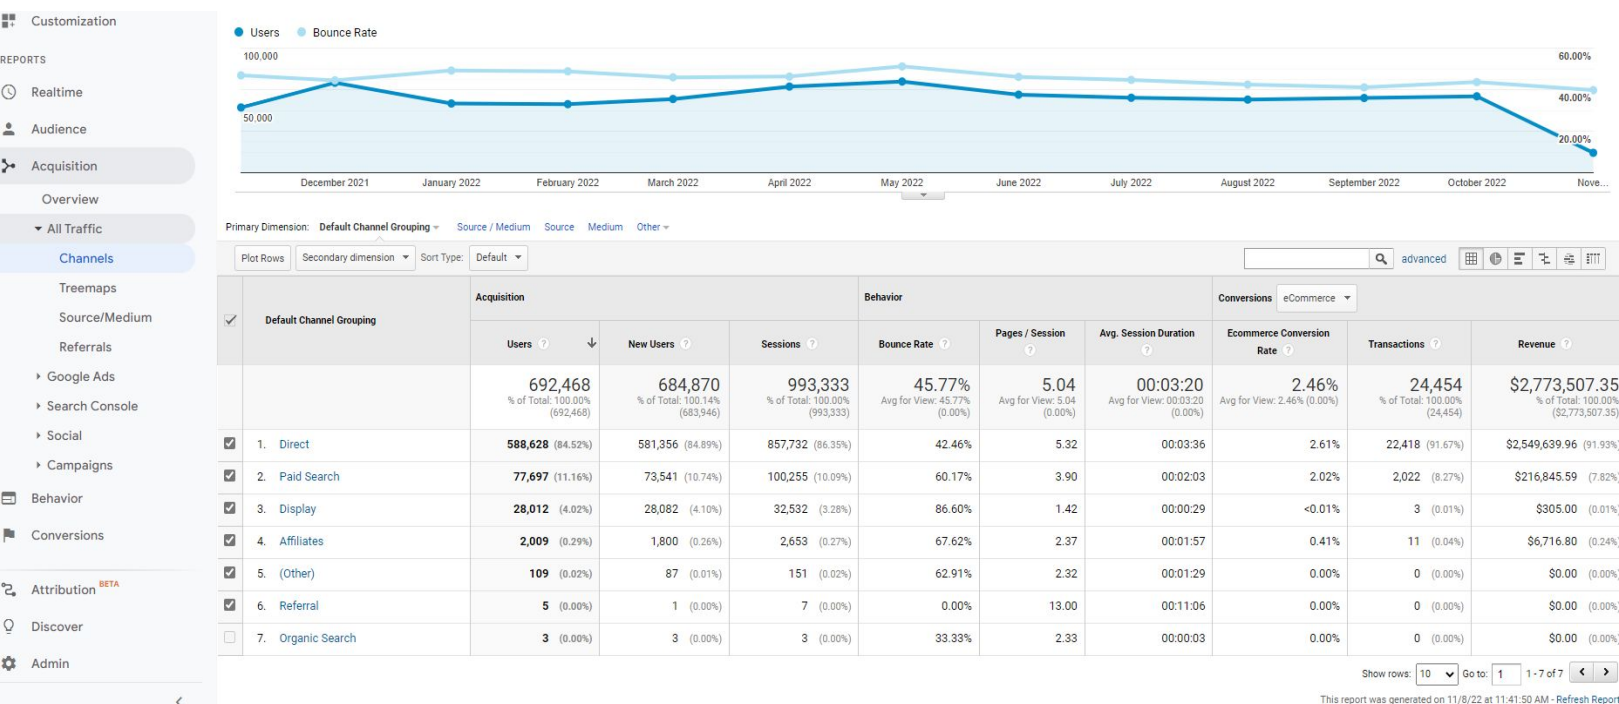 Customization
REPORTS
Realtime
Audience
Acquisition
Overview
All Traffic
Channels
Treemaps
Source/Medium
Referrals
Google Ads
Search Console
Social
Campaigns
Behavior
Conversions
Attribution BETA
Discover
Admin
Users Bounce Rate
100,000 60.00%
40.00%
50,000
20.00%
December 2021 January 2022 February 2022 March 2022 April 2022 May 2022 June 2022 July 2022 August 2022 September 2022 October 2022 Nove...
Primary Dimension: Default Channel Grouping Source / Medium Source Medium Other
Plot Rows Secondary dimension Sort Type: Default advanced
Default Channel Grouping Acquisition Behavior Conversions eCommerce
Users ? New Users ? Sessions ? Bounce Rate ? Pages / Session ? Avg. Session Duration ? Ecommerce Conversion Rate ? Transactions ? Revenue ?
692,468 684,870 993,333 45.77% 5.04 00:03:20 2.46% 24,454 $2,773,507.35
% of Total: 100.00% % of Total: 100.14% % of Total: 100.00% Avg for View: 45.77% Avg for View: 5.04 Avg for View: 00:03:20 Avg for View: 2.46% (0.00%) % of Total: 100.00% % of Total: 100.00%
(692,468) (683,946) (993,333) (0.00%) (0.00%) (0.00%) (24,454) ($2,773,507.35)
1. Direct 588,628 (84.52%) 581,356 (84.89%) 857,732 (86.35%) 42.46% 5.32 00:03:36 2.61% 22,418 (91.67%) $2,549,639.96 (91.93%)
2. Paid Search 77,697 (11.16%) 73,541 (10.74%) 100,255 (10.09%) 60.17% 3.90 00:02:03 2.02% 2,022 (8.27%) $216,845.59 (7.82%)
3. Display 28,012 (4.02%) 28,082 (4.10%) 32,532 (3.28%) 86.60% 1.42 00:00:29 <0.01% 3 (0.01%) $305.00 (0.01%)
4. Affiliates 2,009 (0.29%) 1,800 (0.26%) 2,653 (0.27%) 67.62% 2.37 00:01:57 0.41% 11 (0.04%) $6,716.80 (0.24%)
5. (Other) 109 (0.02%) 87 (0.01%) 151 (0.02%) 62.91% 2.32 00:01:29 0.00% 0 (0.00%) $0.00 (0.00%)
6. Referral 5 (0.00%) 1 (0.00%) 7 (0.00%) 0.00% 13.00 00:11:06 0.00% 0 (0.00%) $0.00 (0.00%)
7. Organic Search 3 (0.00%) 3 (0.00%) 3 (0.00%) 33.33% 2.33 00:00:03 0.00% 0 (0.00%) $0.00 (0.00%)
Show rows: 10 Go to: 1 1 - 7 of 7
This report was generated on 11/8/22 at 11:41:50 AM - Refresh Report